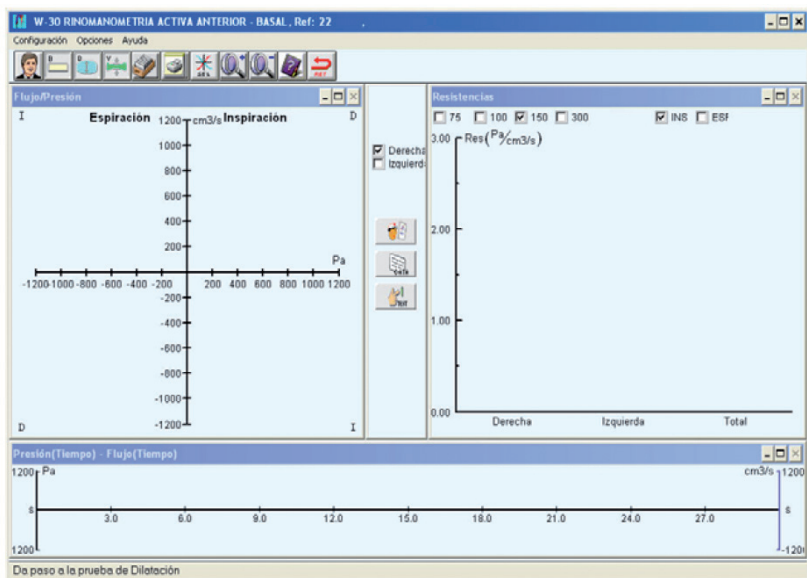 W-30 RINOMANOMETRIA ACTIVA ANTERIOR - BASAL, Ref: 22
Configuración Opciones Ayuda
Flujo/Presión
I Espiración 1200 cm3/s Inspiración D
1000
800
600
400
200
Pa
-1200 -1000 -800 -600 -400 -200 200 400 600 800 1000 1200
-200
-400
-600
-800
-1000
-1200
D I
Derecha
Izquierd
DATA
TEXT
Resistencias
75 100 150 300 INS ESF
3.00 Res(Pa/cm3/s)
2.00
1.00
0.00
Derecha Izquierda Total
Presión(Tiempo) - Flujo(Tiempo)
1200 Pa cm3/s 1200
s 3.0 6.0 9.0 12.0 15.0 18.0 21.0 24.0 27.0 s
1200 -120
Da paso a la prueba de Dilatación